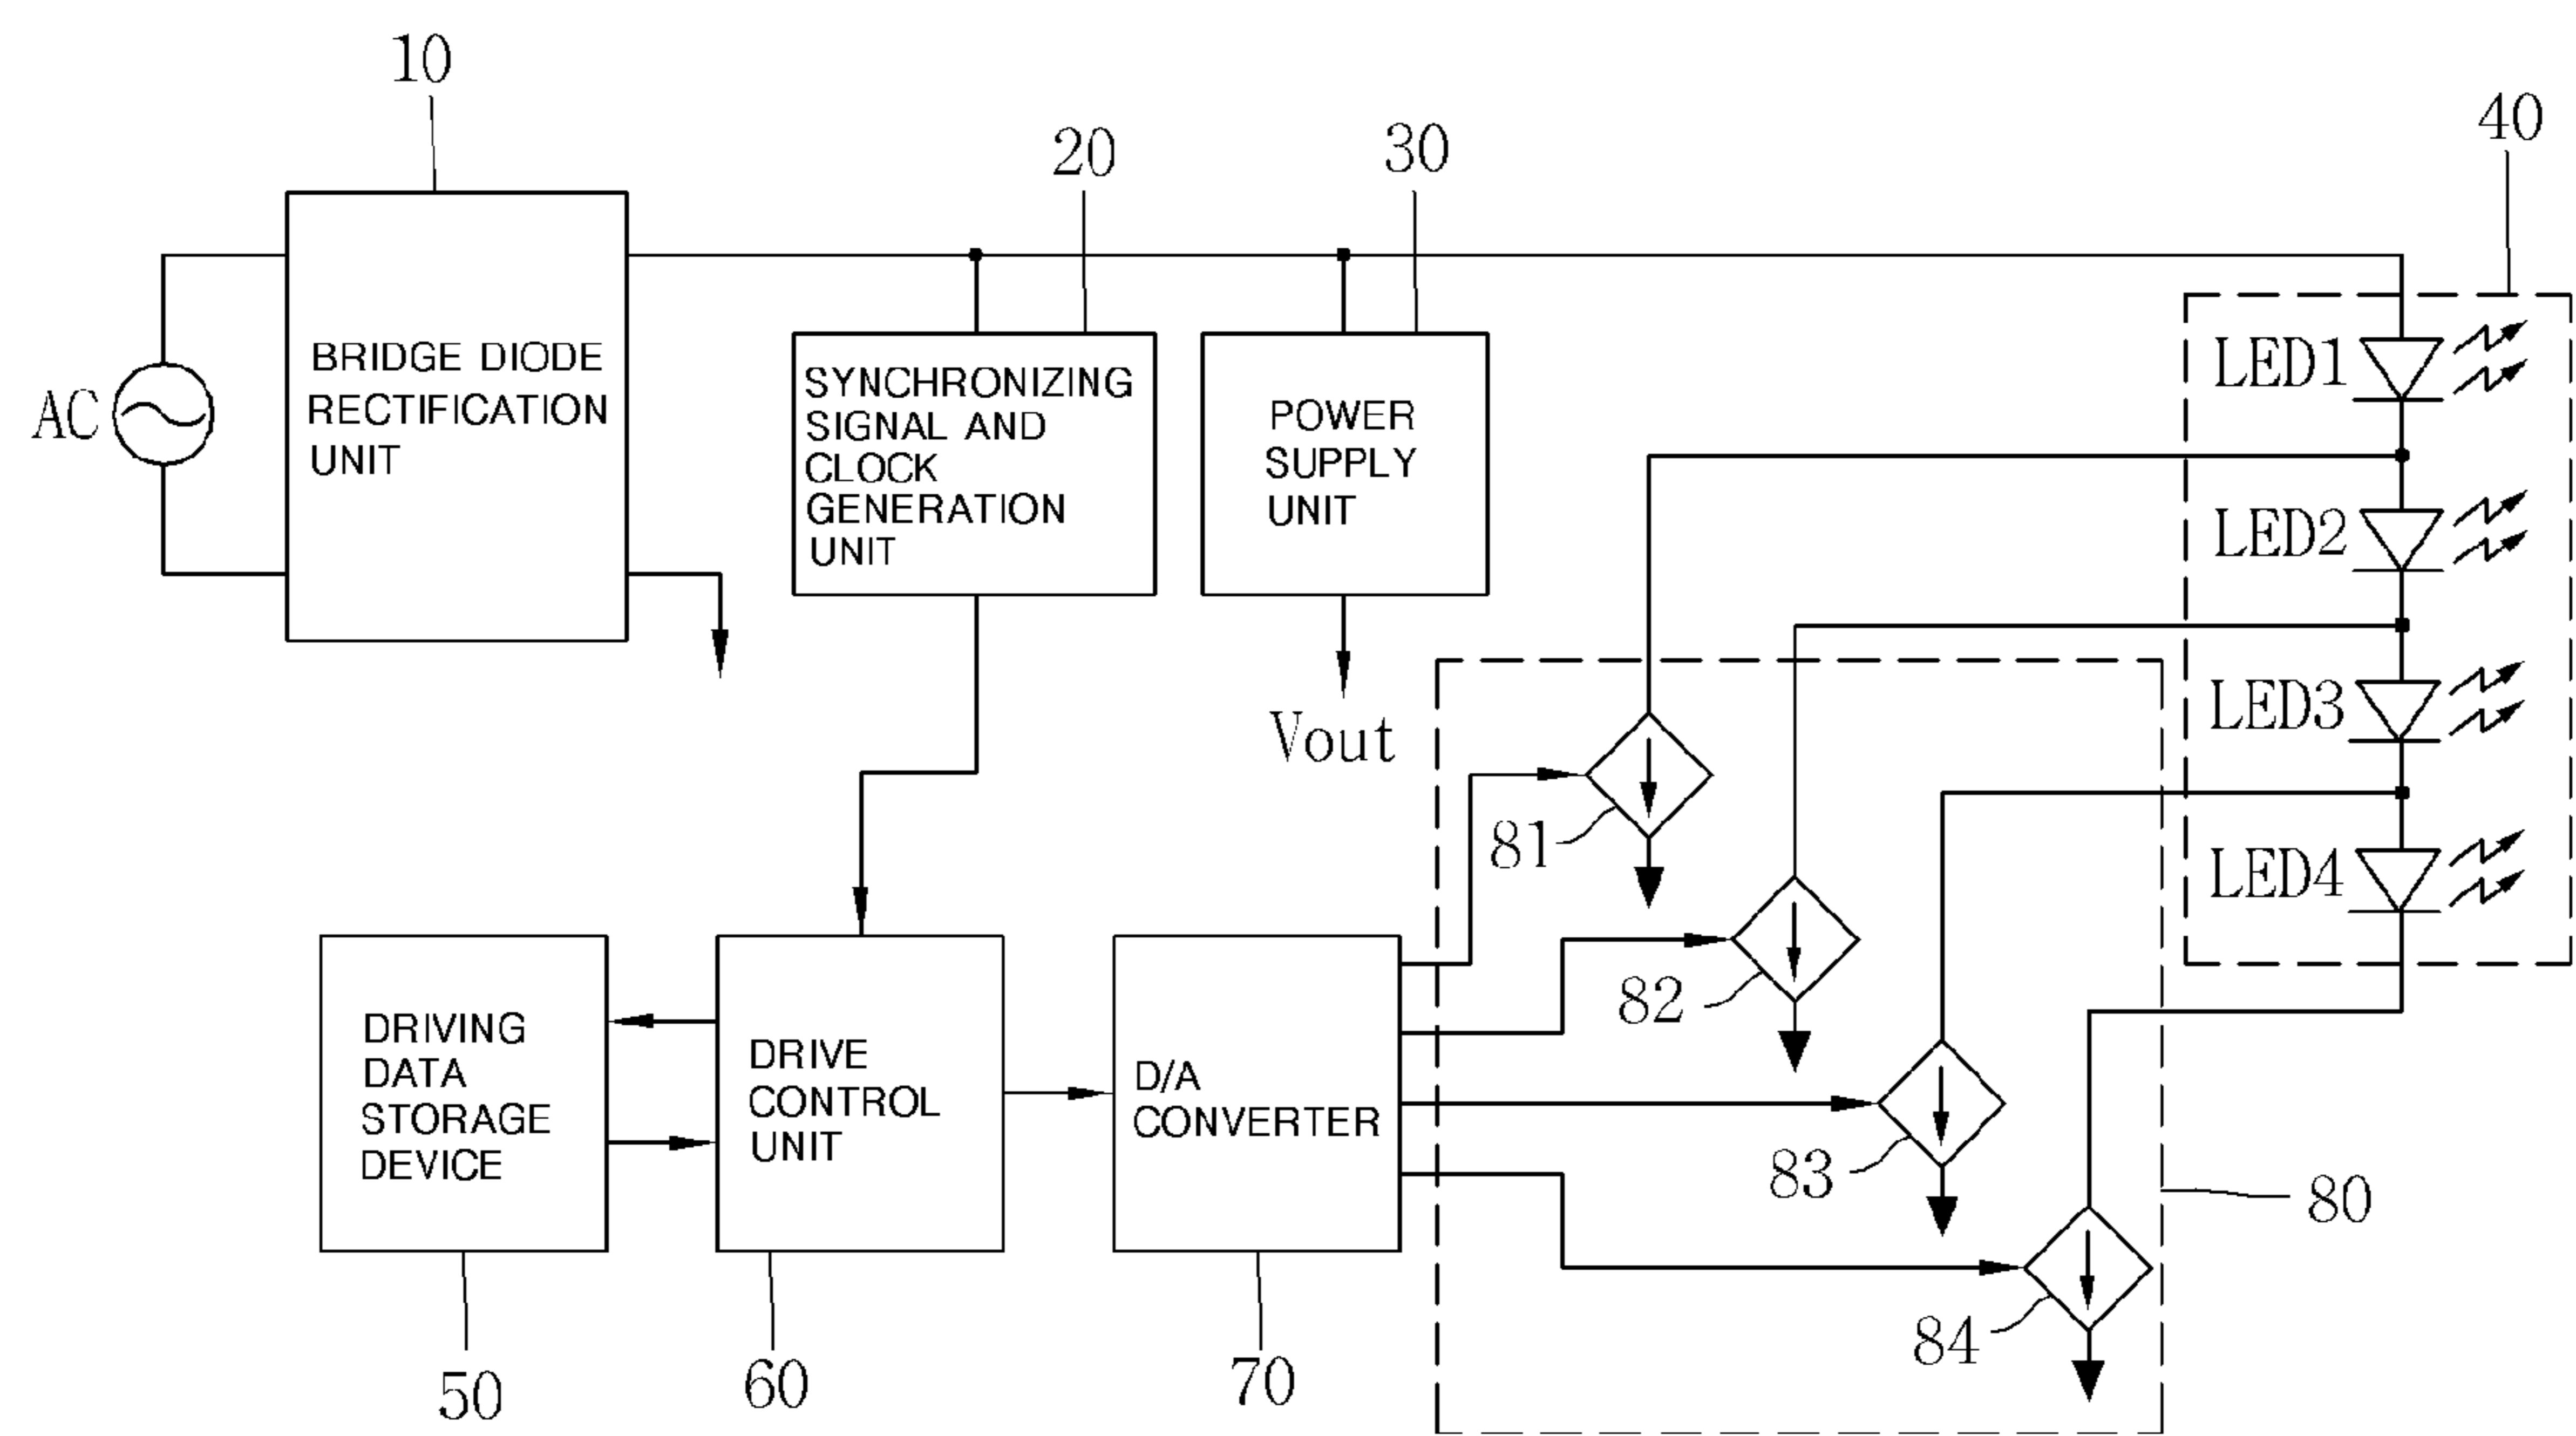 10
20
30
40
AC
BRIDGE DIODE
RECTIFICATION
UNIT
SYNCHRONIZING
SIGNAL AND
CLOCK
GENERATION
UNIT
POWER
SUPPLY
UNIT
LED1
LED2
LED3
LED4
Vout
81
82
83
84
80
DRIVING
DATA
STORAGE
DEVICE
DRIVE
CONTROL
UNIT
D/A
CONVERTER
50
60
70